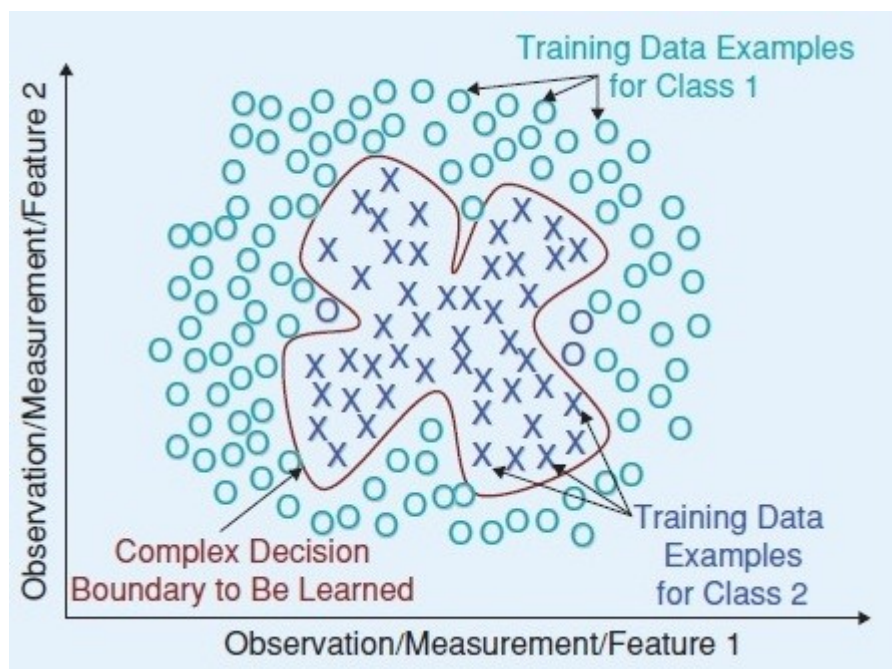 Training Data Examples
for Class 1
Observation/Measurement/Feature 2
Complex Decision
Boundary to Be Learned
Training Data
Examples
for Class 2
Observation/Measurement/Feature 1